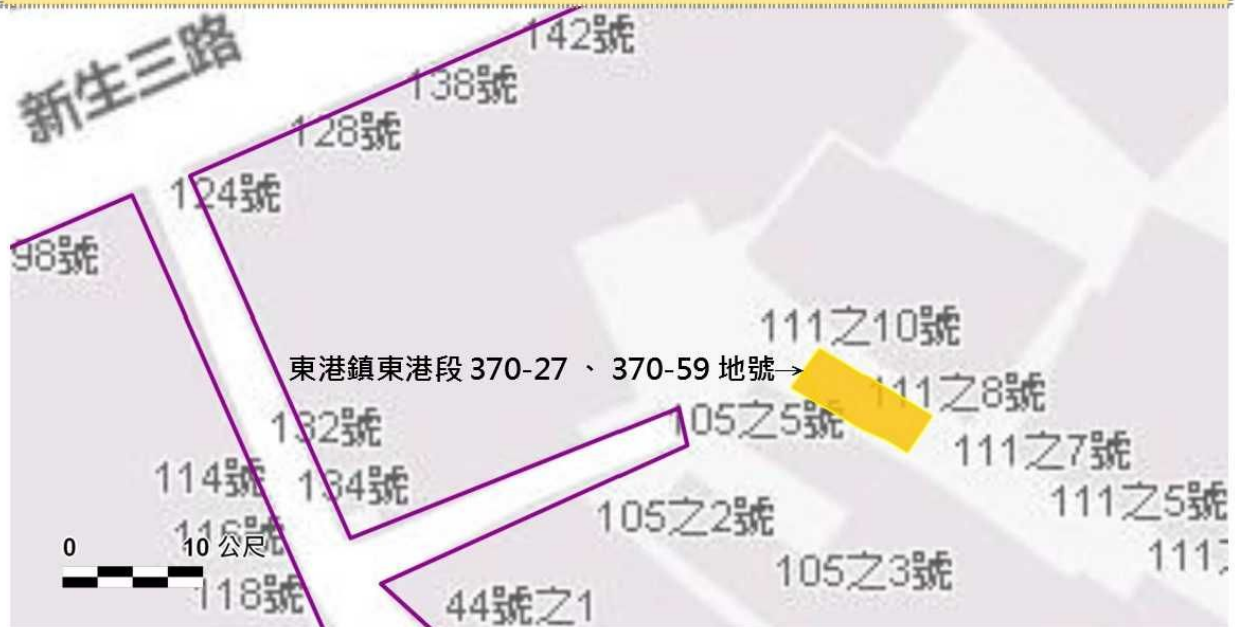 142號
138號
新生三路
128號
124號
98號
111之10號
東港鎮東港段 370-27 、 370-59 地號→
111之8號
105之5號
132號
111之7號
114號
134號
111之5號
105之2號
116號
0 10 公尺
111
105之3號
118號
44號之1